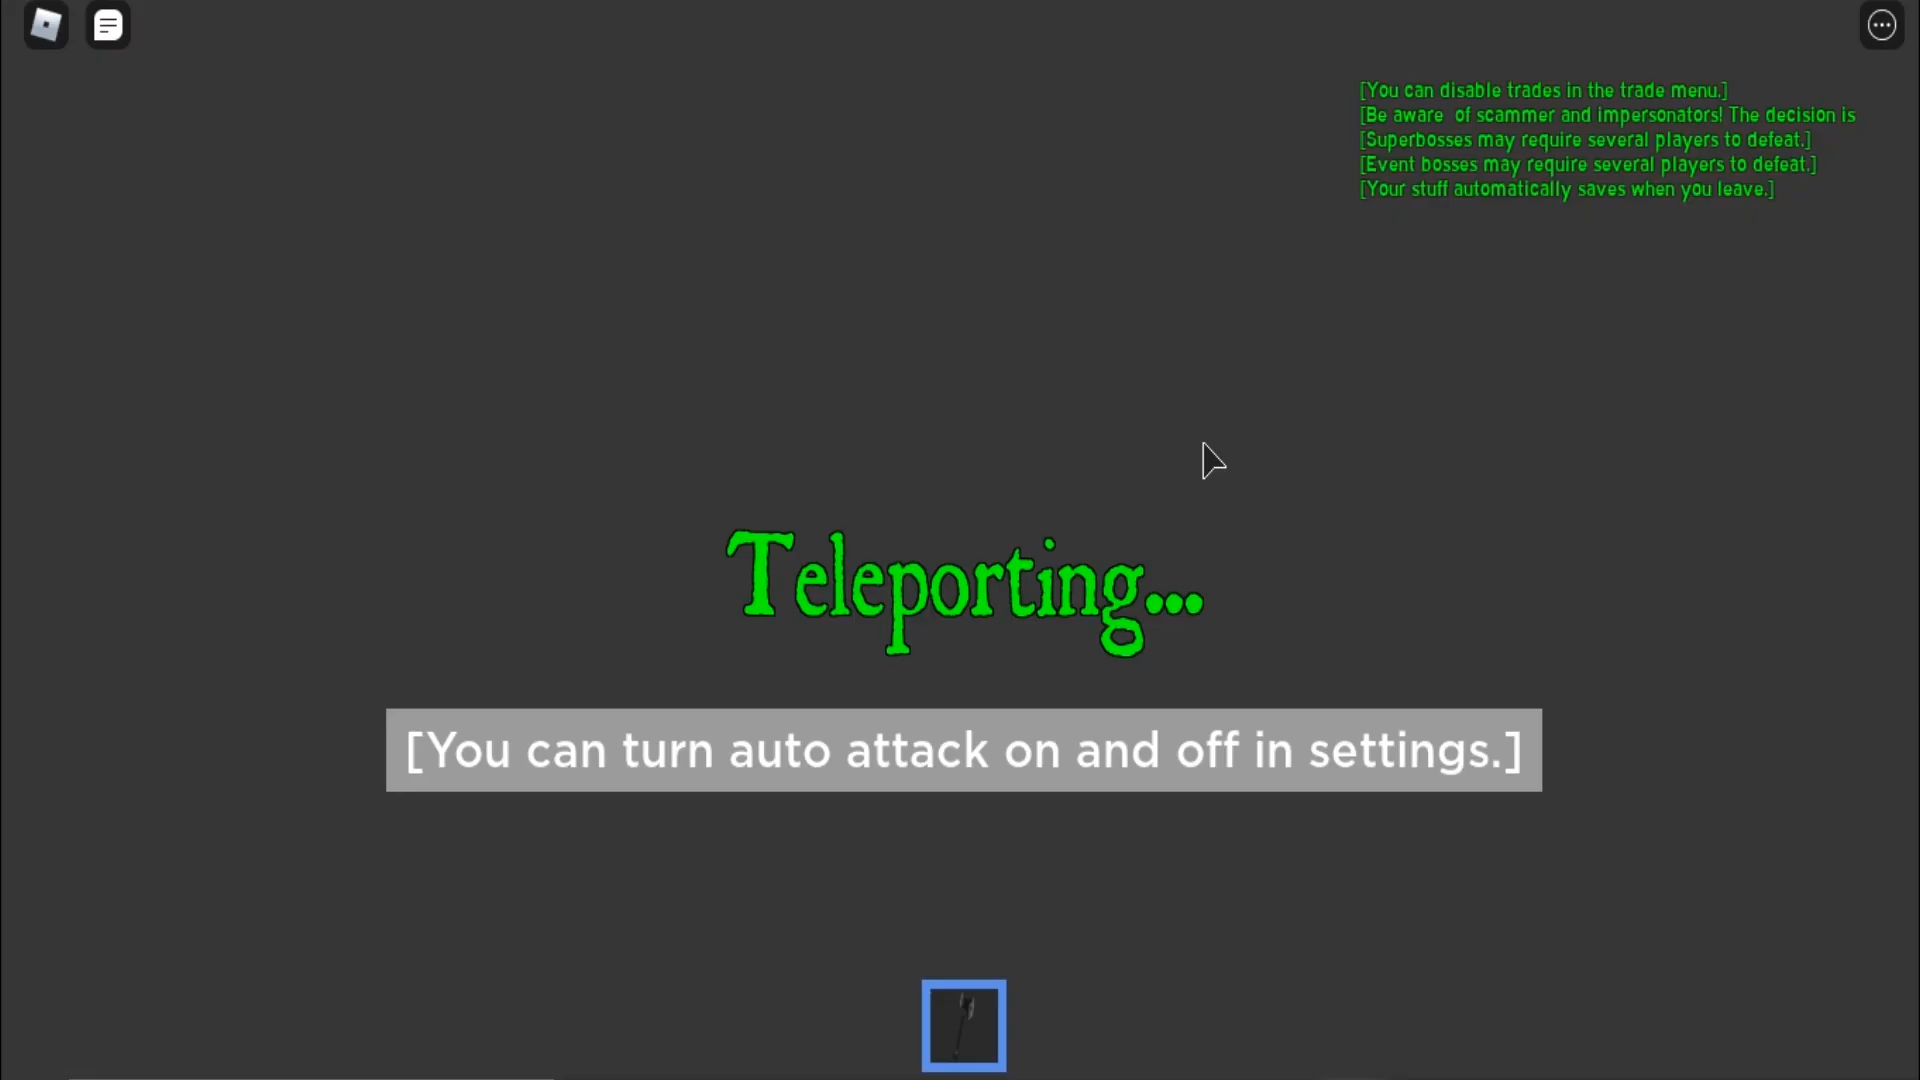 [You can disable trades in the trade menu.]
[Be aware  of scammer and impersonators! The decision is
[Superbosses may require several players to defeat.]
[Event bosses may require several players to defeat.]
[Your stuff automatically saves when you leave.]
Teleporting...
[You can turn auto attack on and off in settings.]